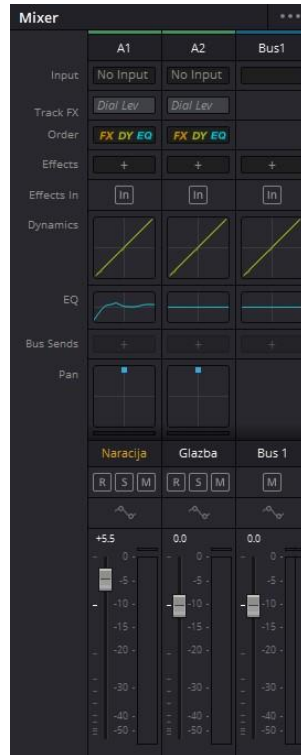 Mixer
A1 A2 Bus1
Input No Input No Input
Track FX Dial Lev Dial Lev
Order FX DY EQ FX DY EQ
Effects + + +
Effects In In In In
Dynamics
EQ
Bus Sends + + +
Pan
Naracija Glazba Bus 1
R S M R S M M
+5.5 0.0 0.0
0 0 0
-5 -5 -5
-10 -10 -10
-15 -15 -15
-20 -20 -20
-30 -30 -30
-40 -40 -40
-50 -50 -50